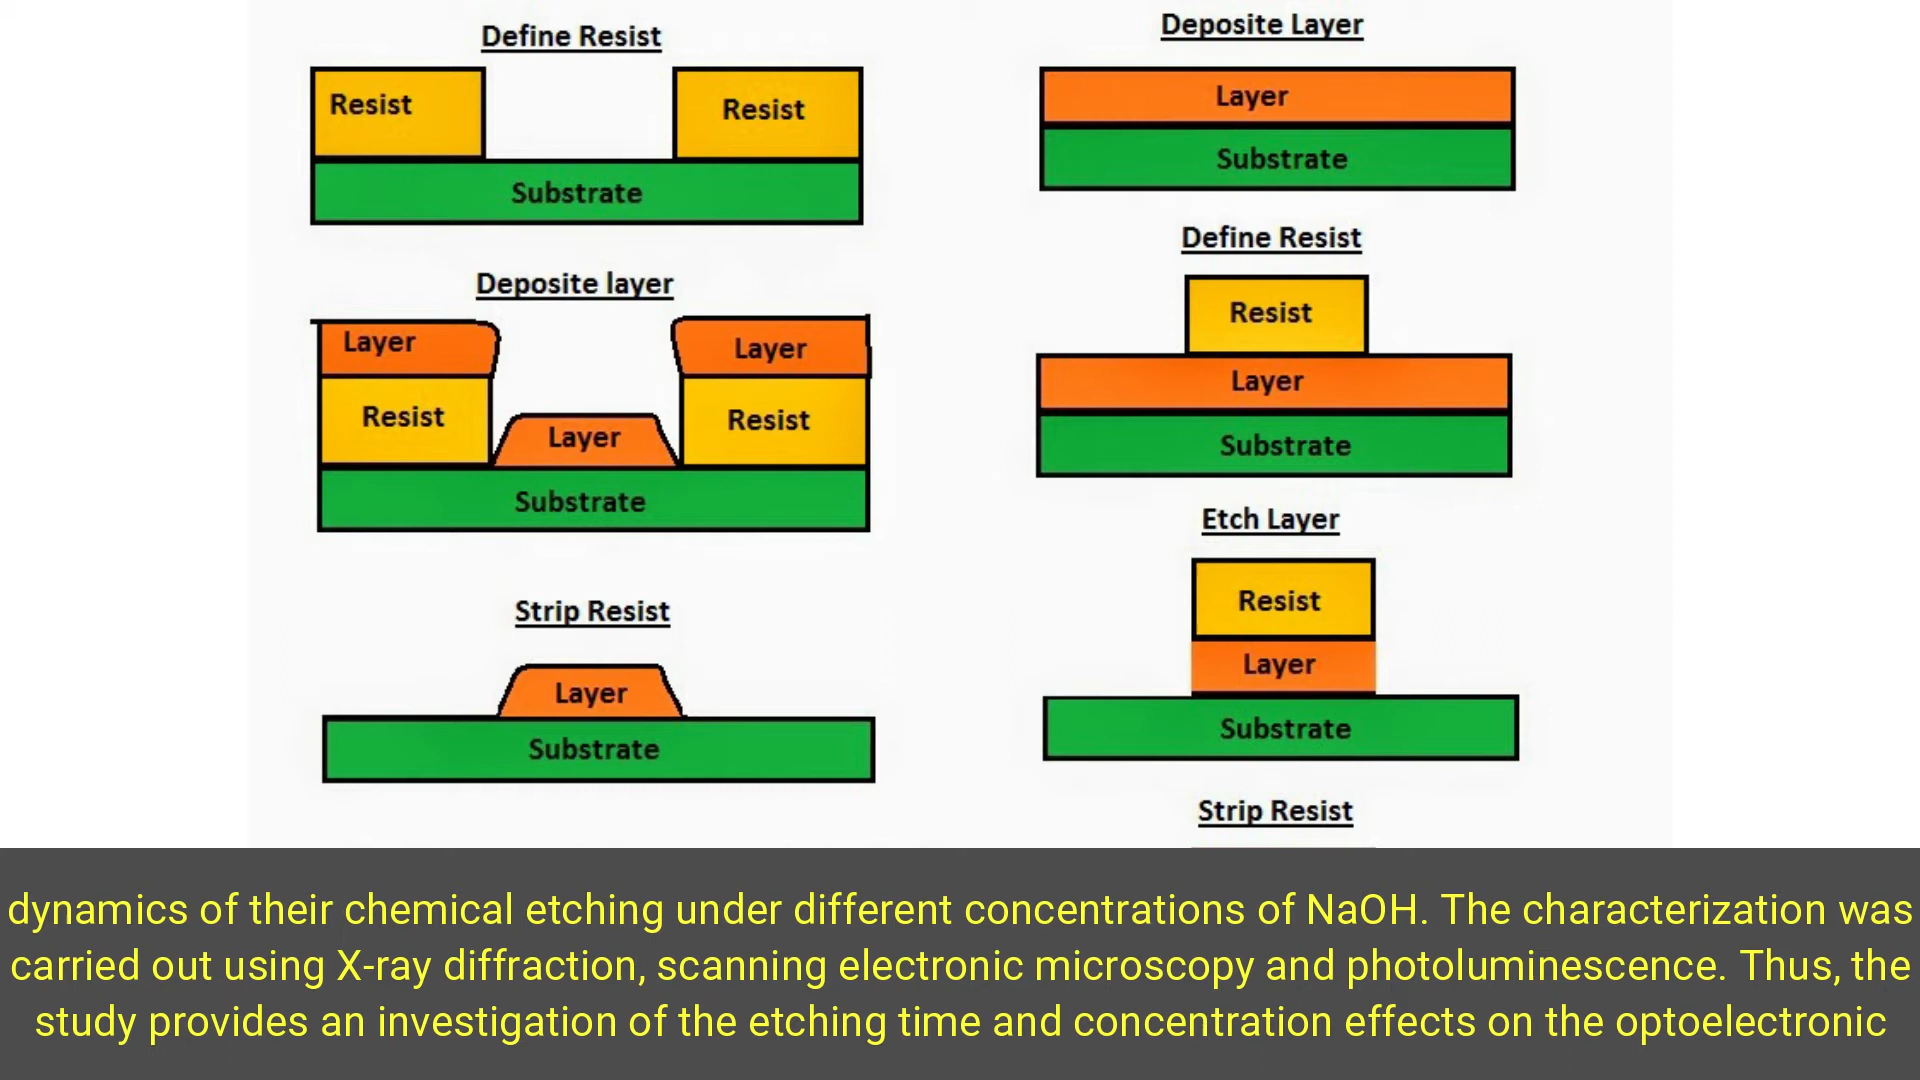 Define Resist
Resist
Resist
Substrate
Deposite layer
Layer
Layer
Resist
Layer
Resist
Substrate
Strip Resist
Layer
Substrate
Deposite Layer
Layer
Substrate
Define Resist
Resist
Layer
Substrate
Etch Layer
Resist
Layer
Substrate
Strip Resist
dynamics of their chemical etching under different concentrations of NaOH. The characterization was
carried out using X-ray diffraction, scanning electronic microscopy and photoluminescence. Thus, the
study provides an investigation of the etching time and concentration effects on the optoelectronic